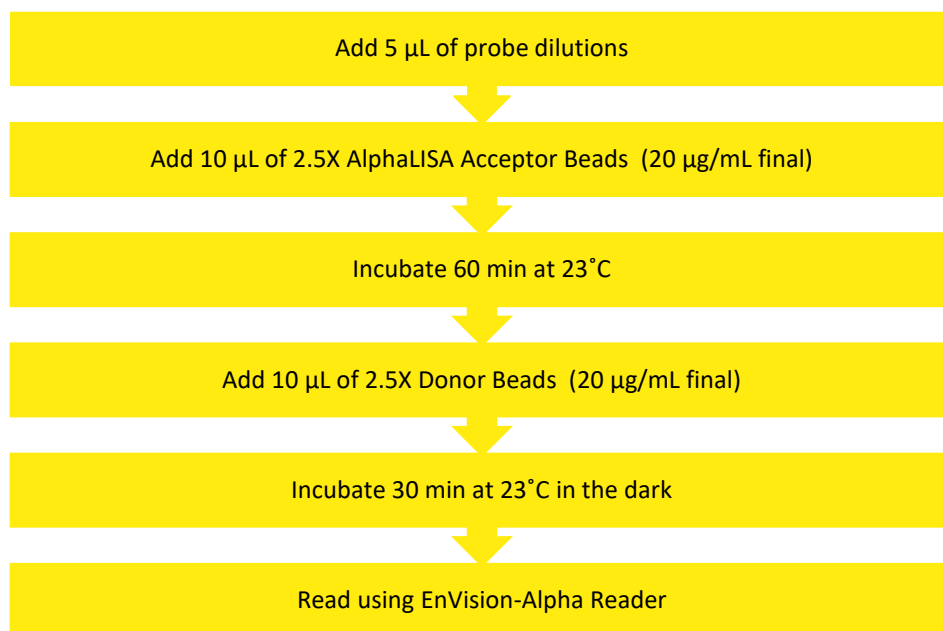 Add 5 µL of probe dilutions
Add 10 µL of 2.5X AlphaLISA Acceptor Beads  (20 µg/mL final)
Incubate 60 min at 23˚C
Add 10 µL of 2.5X Donor Beads  (20 µg/mL final)
Incubate 30 min at 23˚C in the dark
Read using EnVision-Alpha Reader